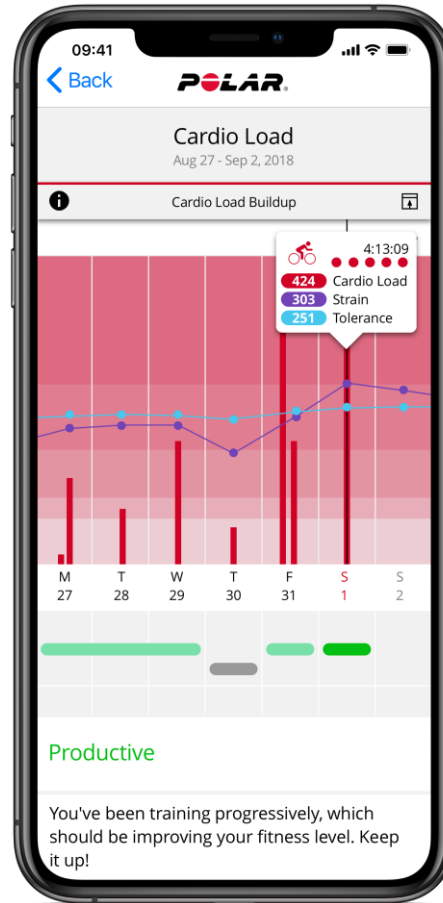 09:41
Back
POLAR
Cardio Load
Aug 27 - Sep 2, 2018
Cardio Load Buildup
4:13:09
424 Cardio Load
303 Strain
251 Tolerance
M T W T F S S
27 28 29 30 31 1 2
Productive
You've been training progressively, which
should be improving your fitness level. Keep
it up!